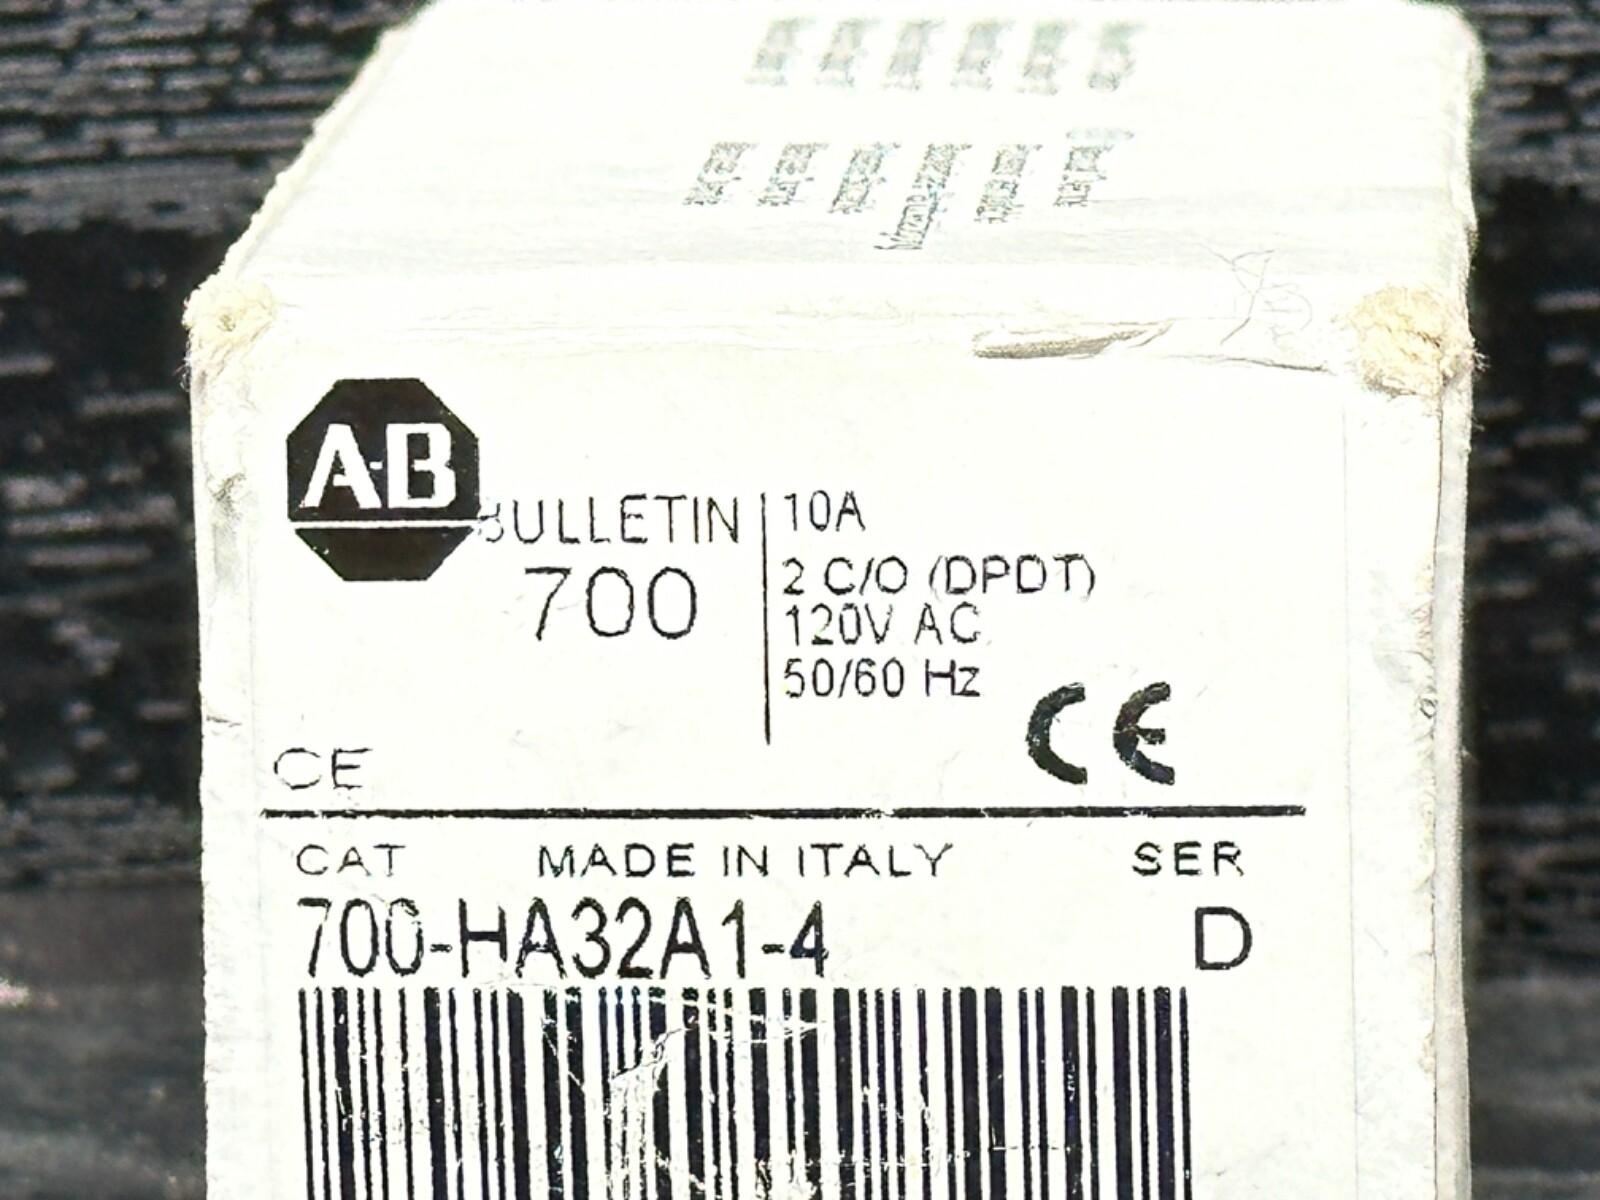 A-B
BULLETIN
700
10A
2 C/O (DPDT)
120V AC
50/60 Hz
CE
CE
CAT MADE IN ITALY SER
700-HA32A1-4 D